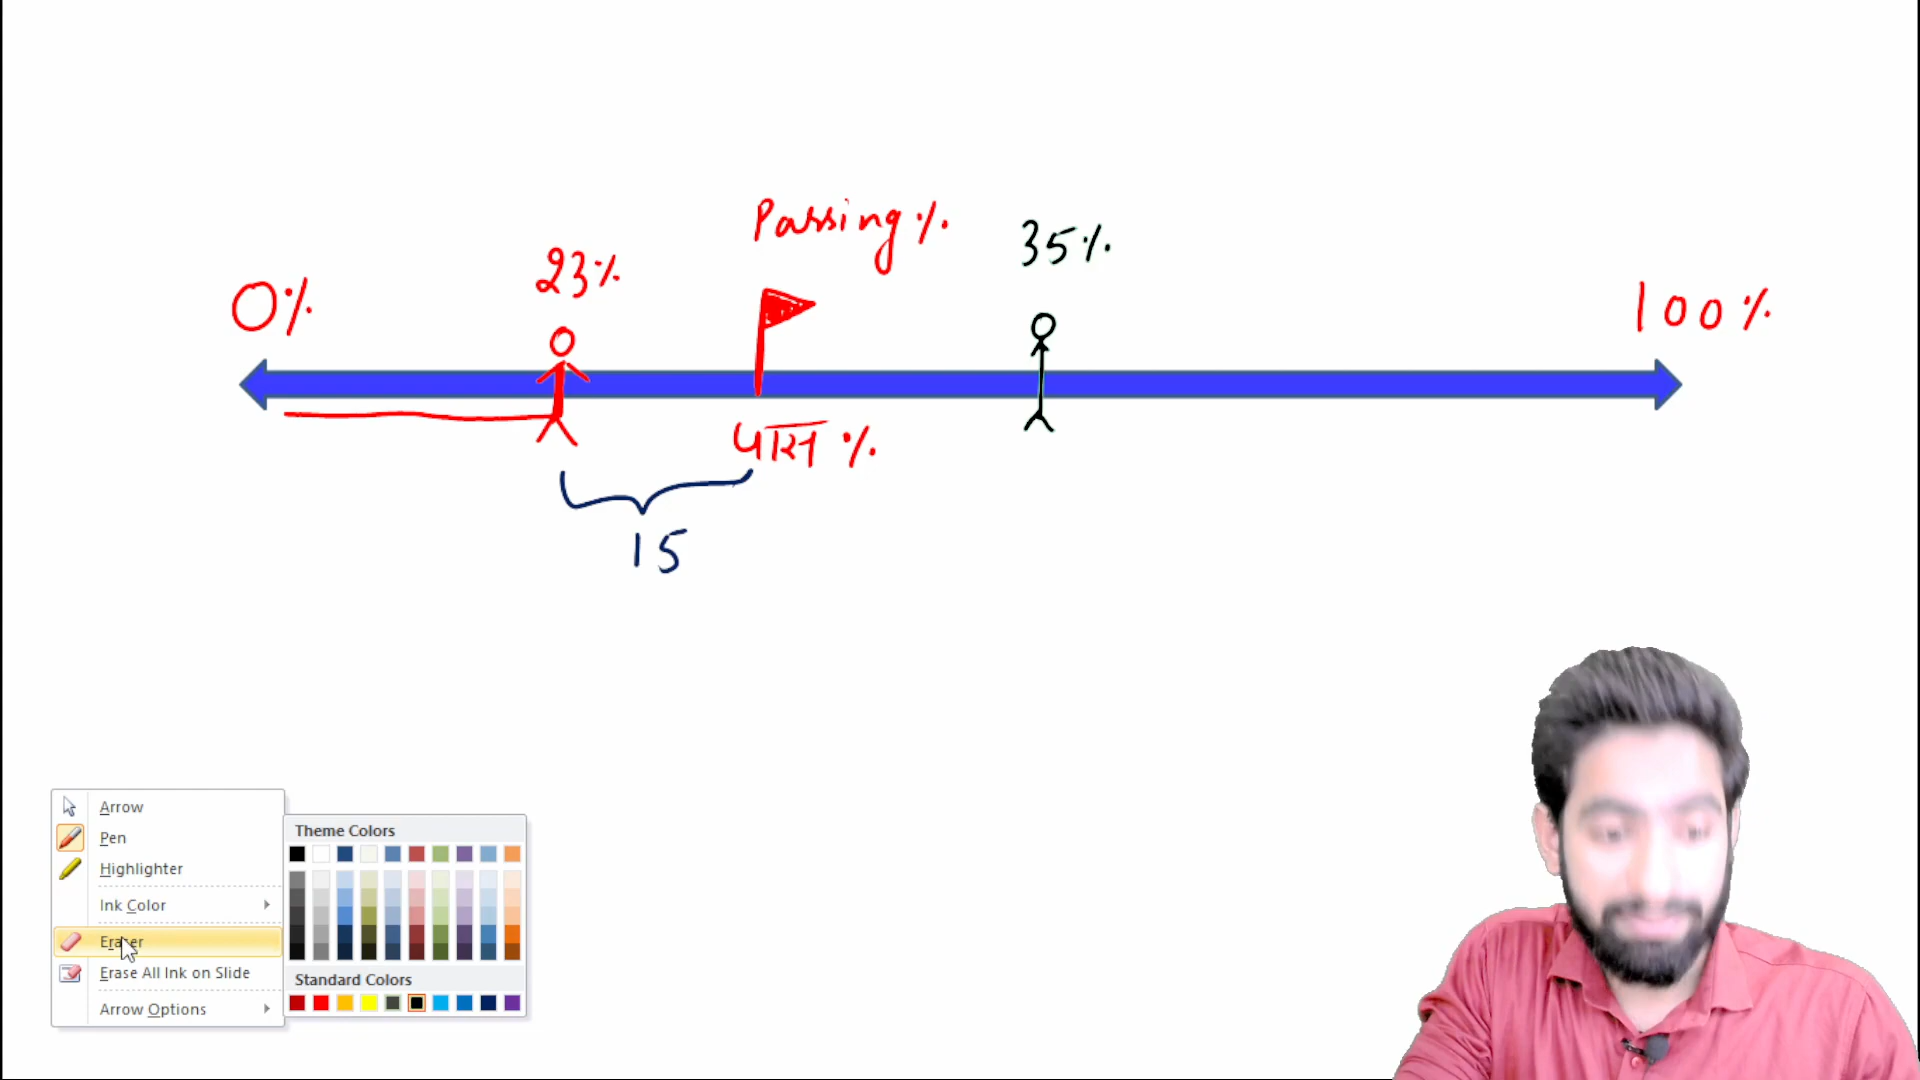 Passing %
35%
23%
0%
100%
पास %
15
Arrow
Pen
Highlighter
Ink Color
Eraser
Erase All Ink on Slide
Arrow Options
Theme Colors
Standard Colors